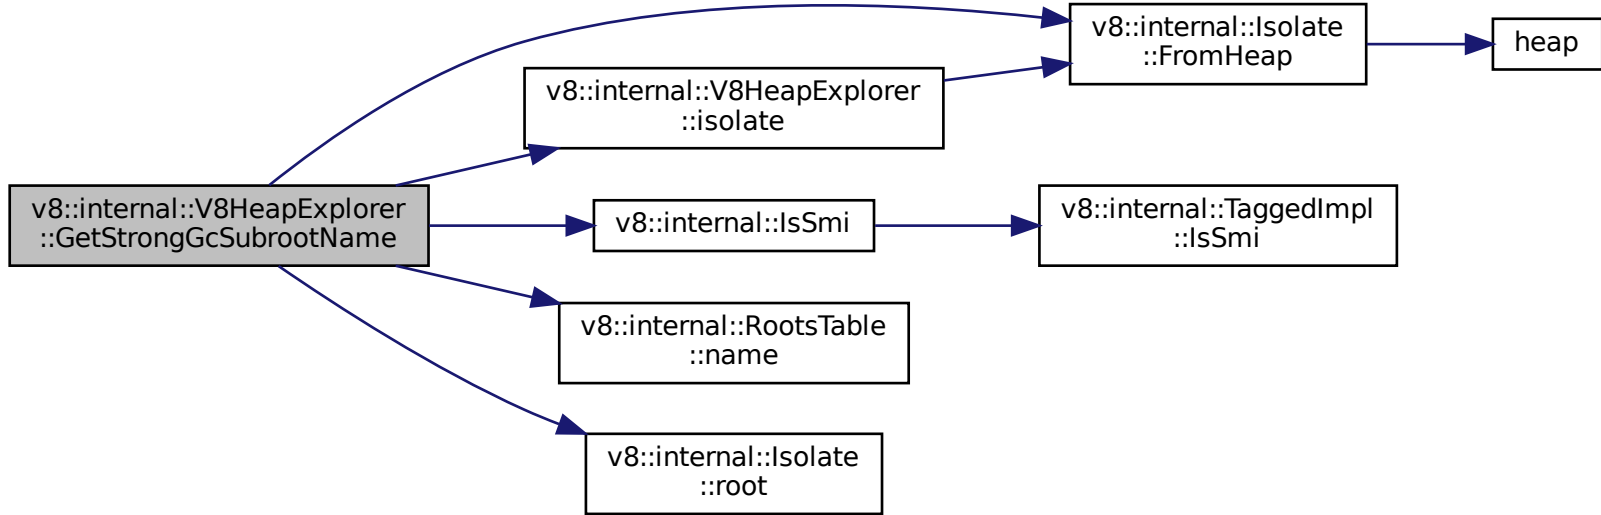 v8::internal::V8HeapExplorer
::GetStrongGcSubrootName
v8::internal::Isolate
::FromHeap
heap
v8::internal::V8HeapExplorer
::isolate
v8::internal::IsSmi
v8::internal::TaggedImpl
::IsSmi
v8::internal::RootsTable
::name
v8::internal::Isolate
::root